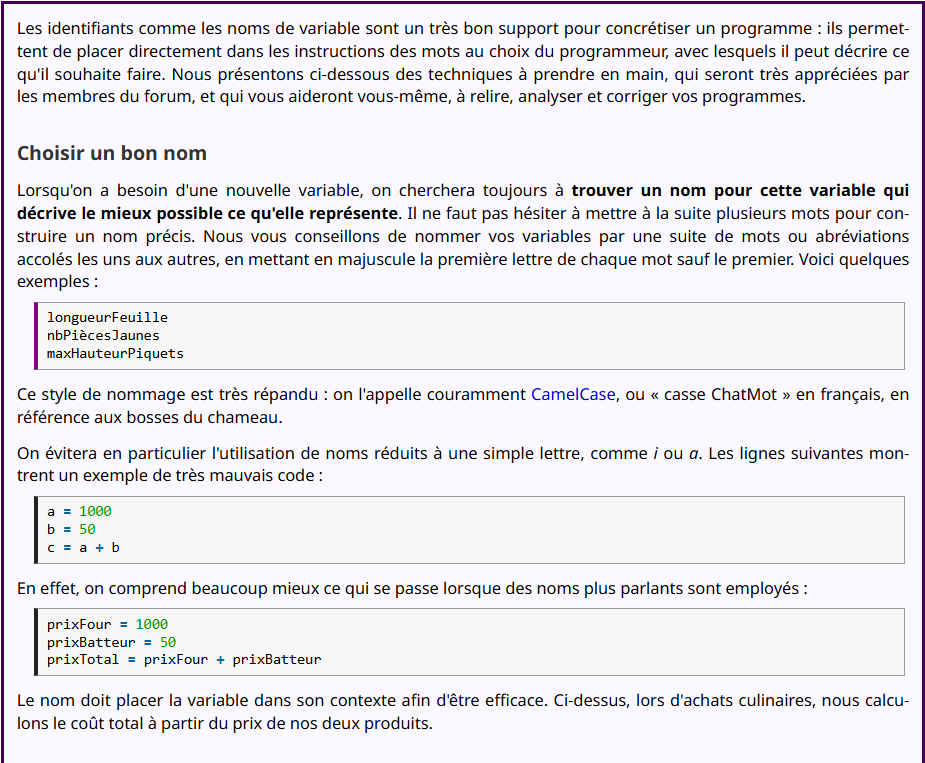 Les identifiants comme les noms de variable sont un très bon support pour concrétiser un programme : ils permet-
tent de placer directement dans les instructions des mots au choix du programmeur, avec lesquels il peut décrire ce
qu'il souhaite faire. Nous présentons ci-dessous des techniques à prendre en main, qui seront très appréciées par
les membres du forum, et qui vous aideront vous-même, à relire, analyser et corriger vos programmes.
Choisir un bon nom
Lorsqu'on a besoin d'une nouvelle variable, on cherchera toujours à trouver un nom pour cette variable qui
décrive le mieux possible ce qu'elle représente. Il ne faut pas hésiter à mettre à la suite plusieurs mots pour con-
struire un nom précis. Nous vous conseillons de nommer vos variables par une suite de mots ou abréviations
accolés les uns aux autres, en mettant en majuscule la première lettre de chaque mot sauf le premier. Voici quelques
exemples :
longueurFeuille
nbPiècesJaunes
maxHauteurPiquets
Ce style de nommage est très répandu : on l'appelle couramment CamelCase, ou « casse ChatMot » en français, en
référence aux bosses du chameau.
On évitera en particulier l'utilisation de noms réduits à une simple lettre, comme i ou a. Les lignes suivantes mon-
trent un exemple de très mauvais code :
a = 1000
b = 50
c = a + b
En effet, on comprend beaucoup mieux ce qui se passe lorsque des noms plus parlants sont employés :
prixFour = 1000
prixBatteur = 50
prixTotal = prixFour + prixBatteur
Le nom doit placer la variable dans son contexte afin d'être efficace. Ci-dessus, lors d'achats culinaires, nous calcu-
lons le coût total à partir du prix de nos deux produits.